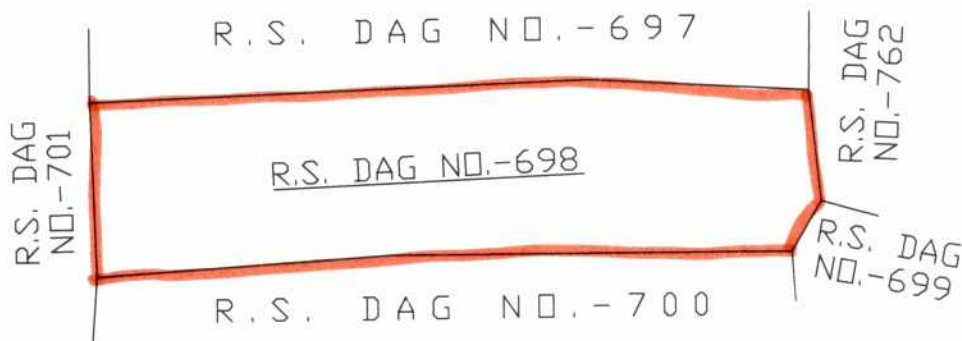 R.S. DAG NO.-697
R.S. DAG
NO.-762
R.S. DAG
NO.-701
R.S. DAG NO.-698
R.S. DAG
NO.-699
R.S. DAG NO.-700